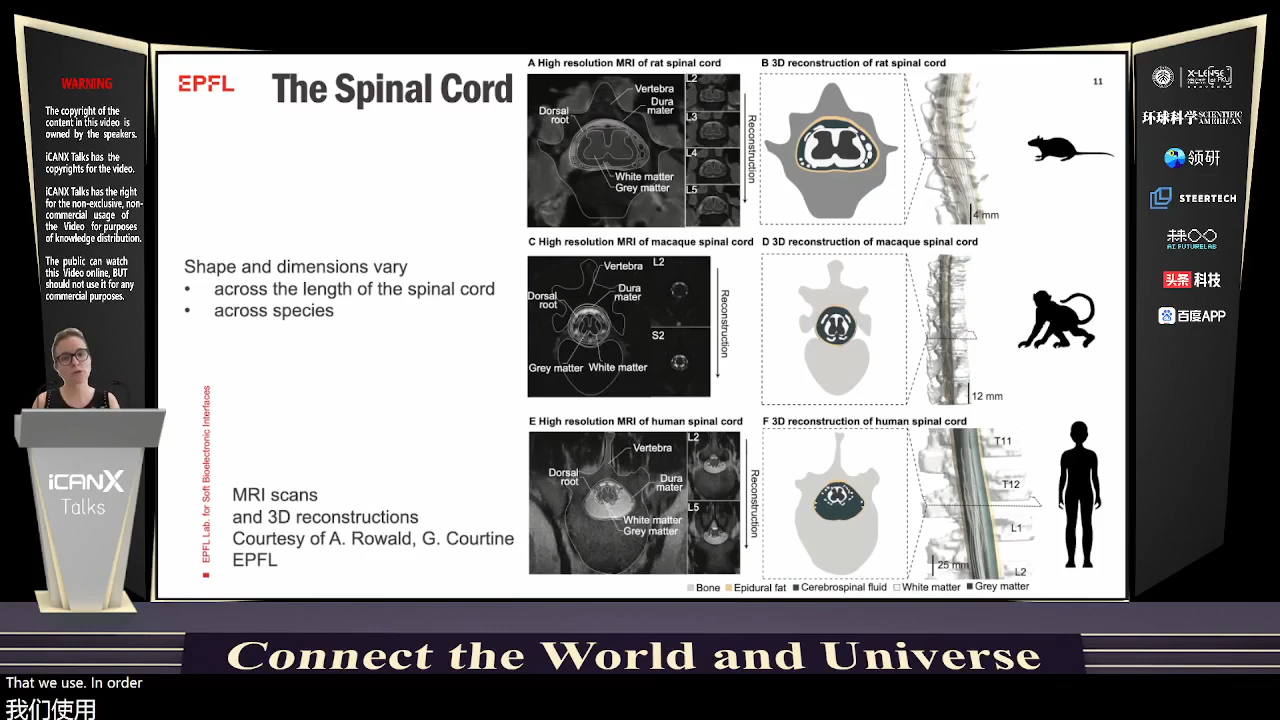 WARNING
The copyright of the
content in this video is
owned by the speakers.
iCANX Talks has the
copyrights for the video.
iCANX Talks has the right
for the non-exclusive, non-
commercial usage of
the Video for purposes
of knowledge distribution.
The public can watch
this Video online, BUT
should not use it for any
commercial purposes.
iCANX
Talks
EPFL
The Spinal Cord
11
Shape and dimensions vary
• across the length of the spinal cord
• across species
EPFL Lab. for Soft Bioelectronic Interfaces
MRI scans
and 3D reconstructions
Courtesy of A. Rowald, G. Courtine
EPFL
A High resolution MRI of rat spinal cord
Vertebra
Dura
mater
Dorsal
root
White matter
Grey matter
L2
L3
L4
L5
Reconstruction
B 3D reconstruction of rat spinal cord
4 mm
C High resolution MRI of macaque spinal cord
Vertebra
Dura
mater
Dorsal
root
Grey matter White matter
L2
S2
Reconstruction
D 3D reconstruction of macaque spinal cord
12 mm
E High resolution MRI of human spinal cord
Vertebra
Dorsal
root
Dura
mater
White matter
Grey matter
L2
L5
Reconstruction
F 3D reconstruction of human spinal cord
T11
T12
L1
L2
25 mm
Bone Epidural fat Cerebrospinal fluid White matter Grey matter
环球科学 SCIENTIFIC AMERICAN
领研
STEERTECH
AI FUTURELAB
头条 科技
百度APP
Connect the World and Universe
That we use. In order
我们使用